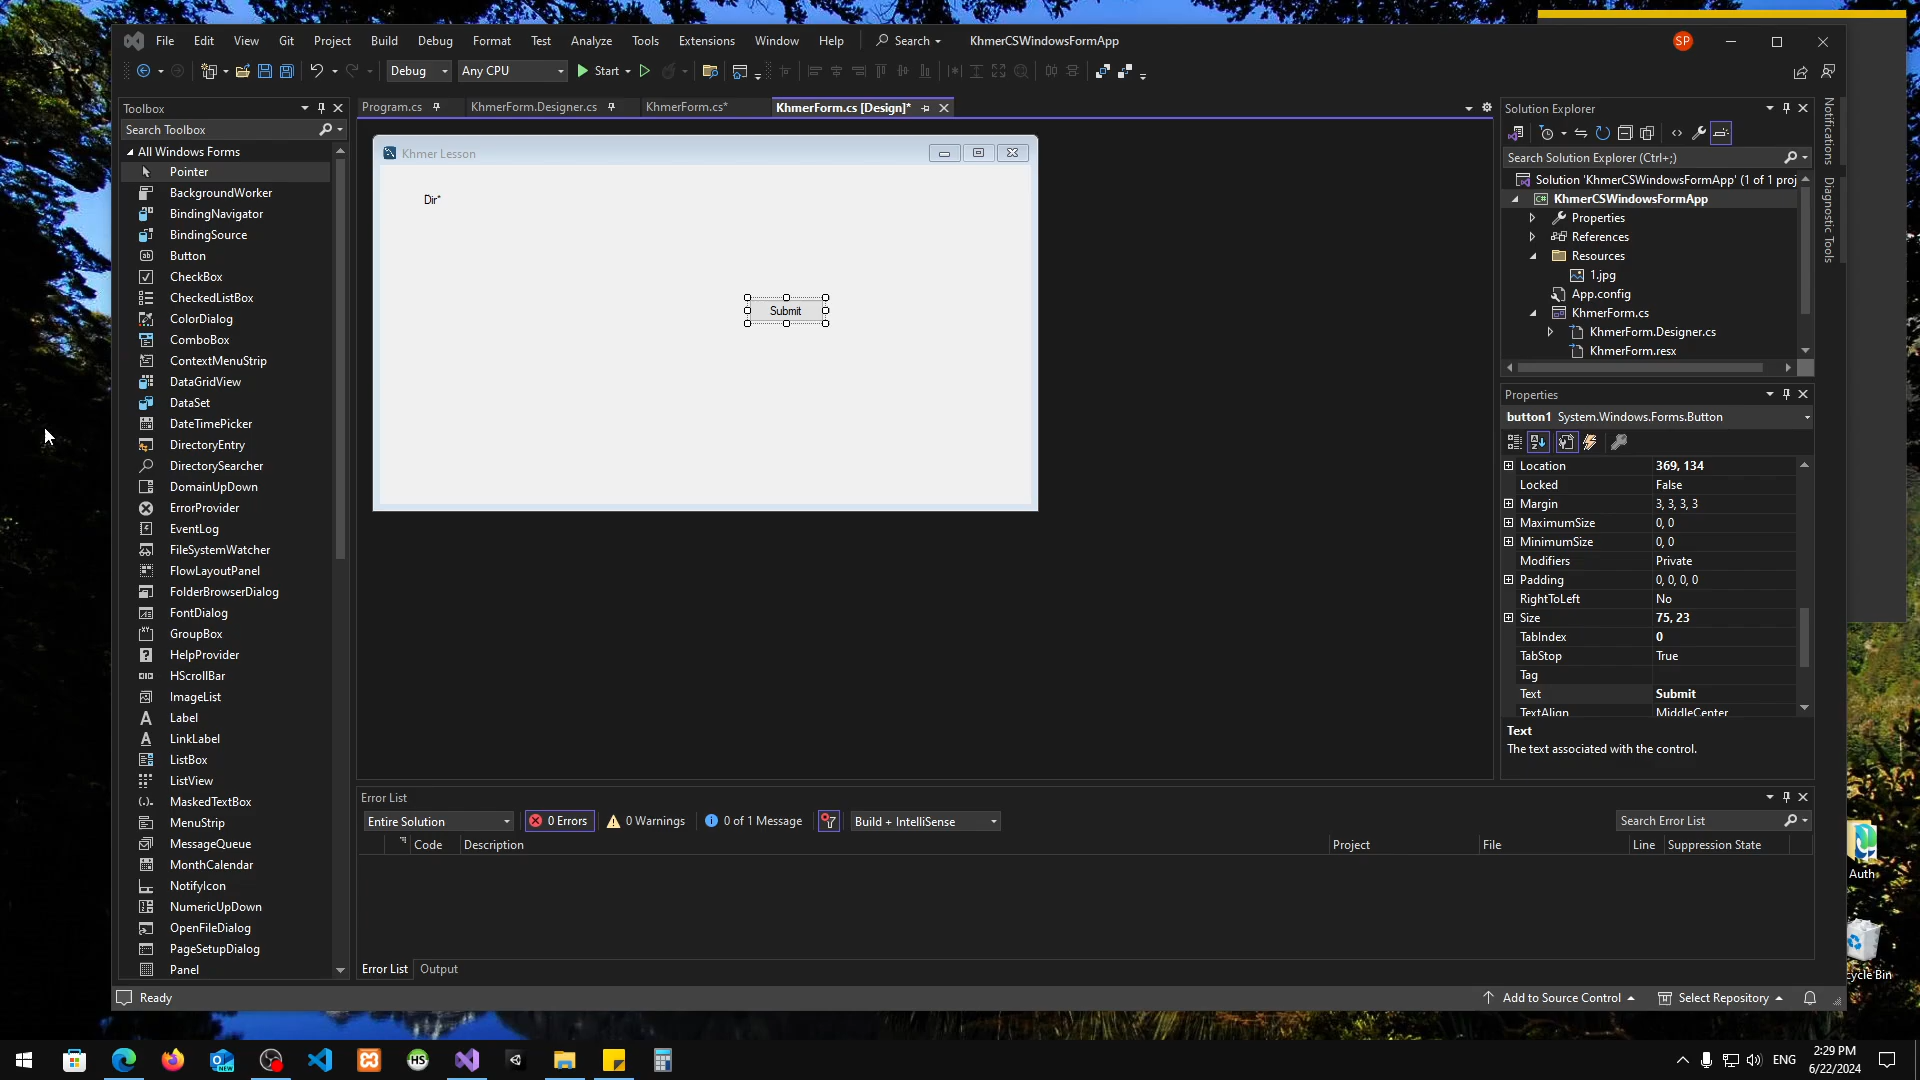 File Edit View Git Project Build Debug Format Test Analyze Tools Extensions Window Help Search KhmerCSWindowsFormApp SP
Debug Any CPU Start
Toolbox
Search Toolbox
All Windows Forms
Pointer
BackgroundWorker
BindingNavigator
BindingSource
Button
CheckBox
CheckedListBox
ColorDialog
ComboBox
ContextMenuStrip
DataGridView
DataSet
DateTimePicker
DirectoryEntry
DirectorySearcher
DomainUpDown
ErrorProvider
EventLog
FileSystemWatcher
FlowLayoutPanel
FolderBrowserDialog
FontDialog
GroupBox
HelpProvider
HScrollBar
ImageList
Label
LinkLabel
ListBox
ListView
MaskedTextBox
MenuStrip
MessageQueue
MonthCalendar
NotifyIcon
NumericUpDown
OpenFileDialog
PageSetupDialog
Panel
Program.cs KhmerForm.Designer.cs KhmerForm.cs* KhmerForm.cs [Design]*
Khmer Lesson
Dir*
Submit
Solution Explorer
Search Solution Explorer (Ctrl+;)
Solution 'KhmerCSWindowsFormApp' (1 of 1 proj
KhmerCSWindowsFormApp
Properties
References
Resources
1.jpg
App.config
KhmerForm.cs
KhmerForm.Designer.cs
KhmerForm.resx
Notifications
Diagnostic Tools
Properties
button1 System.Windows.Forms.Button
Location 369, 134
Locked False
Margin 3, 3, 3, 3
MaximumSize 0, 0
MinimumSize 0, 0
Modifiers Private
Padding 0, 0, 0, 0
RightToLeft No
Size 75, 23
TabIndex 0
TabStop True
Tag
Text Submit
TextAlign MiddleCenter
Text
The text associated with the control.
Error List
Entire Solution 0 Errors 0 Warnings 0 of 1 Message Build + IntelliSense Search Error List
Code Description Project File Line Suppression State
Error List Output
Ready Add to Source Control Select Repository
Auth
cycle Bin
ENG
2:29 PM
6/22/2024